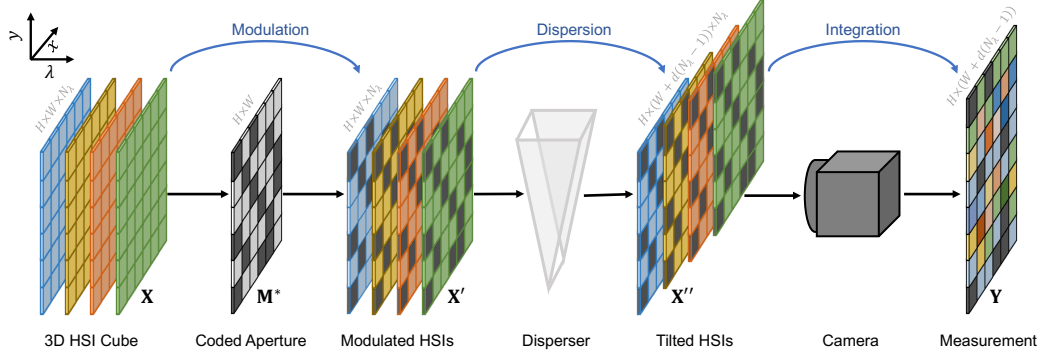 y
x
λ
Modulation
Dispersion
Integration
H×W×N_λ
H×W
H×W×N_λ
H×(W + d(N_λ − 1))×N_λ
H×(W + d(N_λ − 1))
X
M*
X′
X′′
Y
3D HSI Cube
Coded Aperture
Modulated HSIs
Disperser
Tilted HSIs
Camera
Measurement